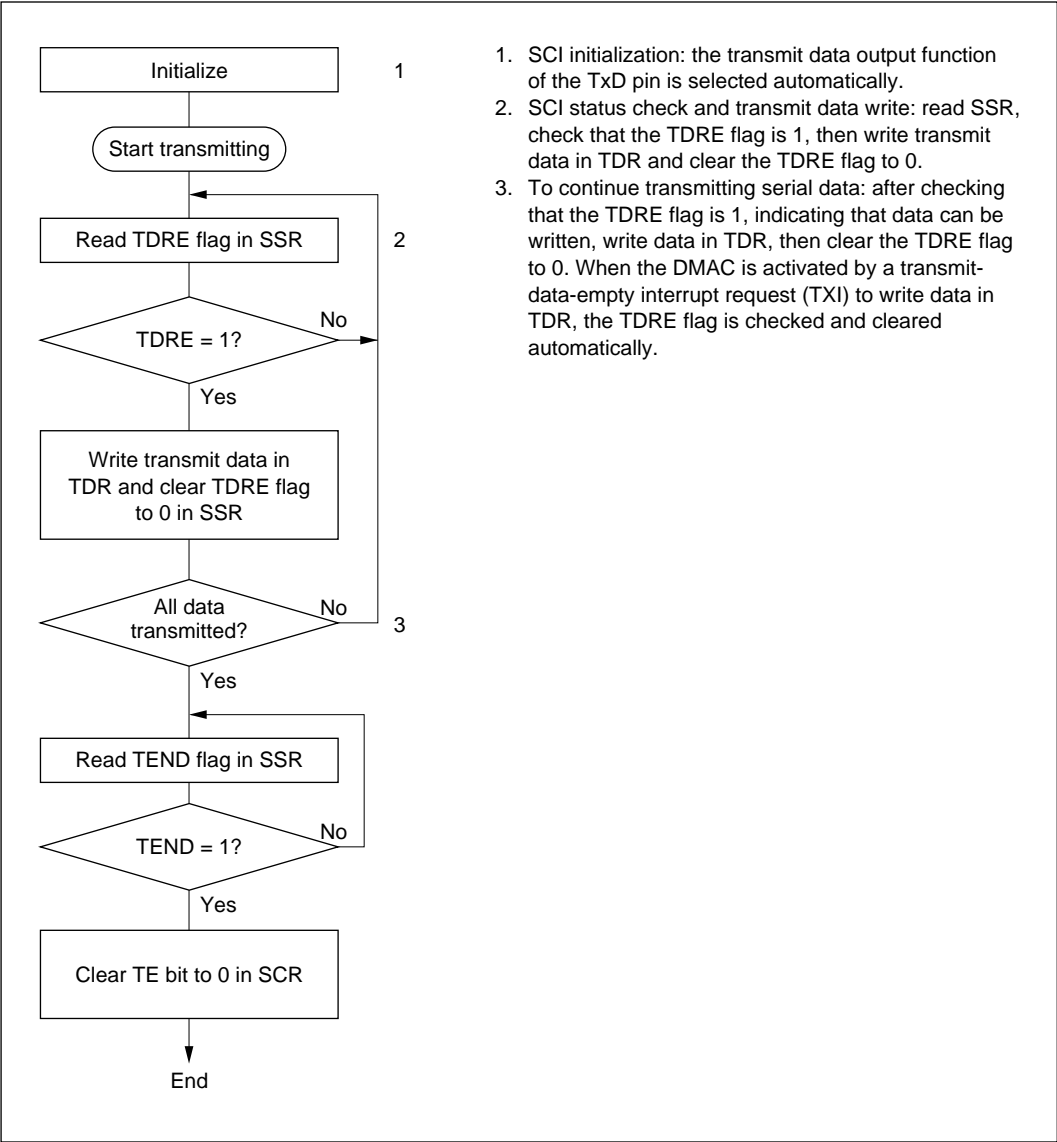 Initialize
1
Start transmitting
Read TDRE flag in SSR
2
TDRE = 1?
No
Yes
Write transmit data in
TDR and clear TDRE flag
to 0 in SSR
All data
transmitted?
No
3
Yes
Read TEND flag in SSR
TEND = 1?
No
Yes
Clear TE bit to 0 in SCR
End
1. SCI initialization: the transmit data output function
of the TxD pin is selected automatically.
2. SCI status check and transmit data write: read SSR,
check that the TDRE flag is 1, then write transmit
data in TDR and clear the TDRE flag to 0.
3. To continue transmitting serial data: after checking
that the TDRE flag is 1, indicating that data can be
written, write data in TDR, then clear the TDRE flag
to 0. When the DMAC is activated by a transmit-
data-empty interrupt request (TXI) to write data in
TDR, the TDRE flag is checked and cleared
automatically.